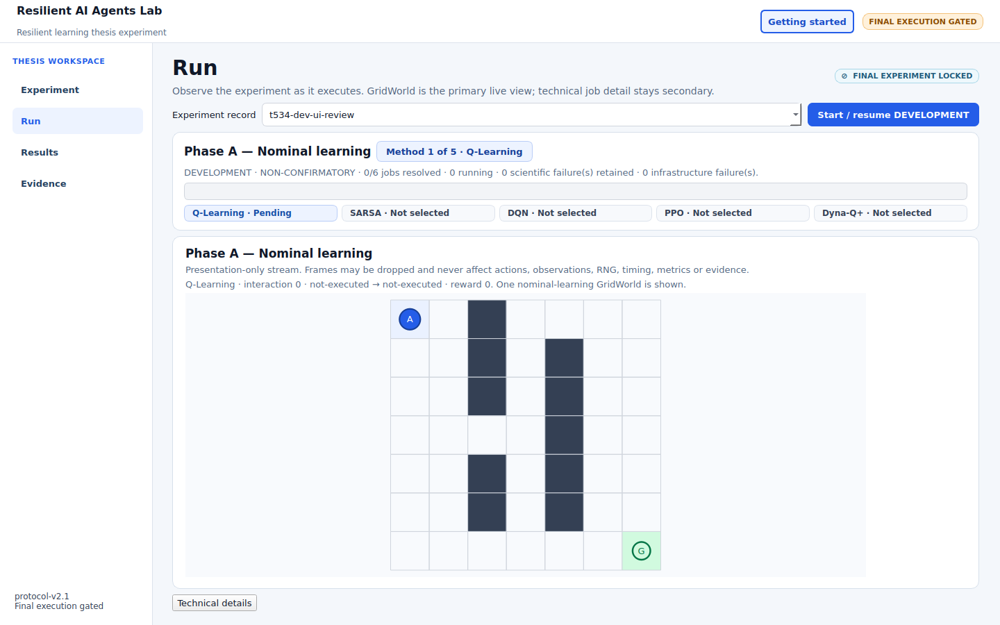 Resilient AI Agents Lab
Resilient learning thesis experiment
Getting started
FINAL EXECUTION GATED
THESIS WORKSPACE
Experiment
Run
Results
Evidence
protocol-v2.1
Final execution gated
Run
Observe the experiment as it executes. GridWorld is the primary live view; technical job detail stays secondary.
⊘ FINAL EXPERIMENT LOCKED
Experiment record
t534-dev-ui-review
Start / resume DEVELOPMENT
Phase A — Nominal learning
Method 1 of 5 · Q-Learning
DEVELOPMENT · NON-CONFIRMATORY · 0/6 jobs resolved · 0 running · 0 scientific failure(s) retained · 0 infrastructure failure(s).
Q-Learning · Pending
SARSA · Not selected
DQN · Not selected
PPO · Not selected
Dyna-Q+ · Not selected
Phase A — Nominal learning
Presentation-only stream. Frames may be dropped and never affect actions, observations, RNG, timing, metrics or evidence.
Q-Learning · interaction 0 · not-executed → not-executed · reward 0. One nominal-learning GridWorld is shown.
A
G
Technical details